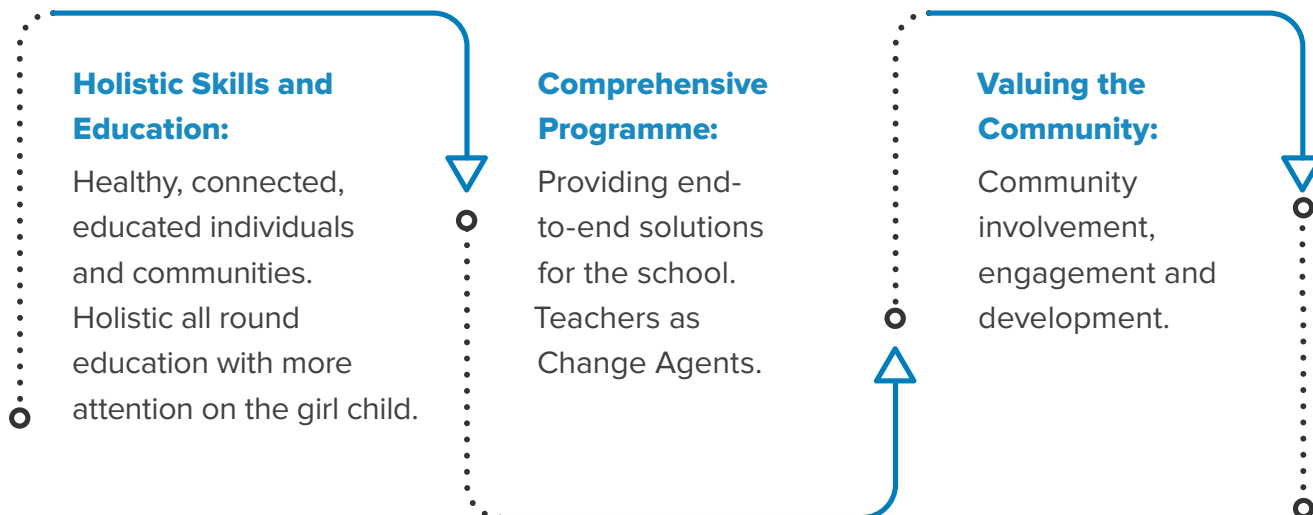 Holistic Skills and
Education:
Healthy, connected,
educated individuals
and communities.
Holistic all round
education with more
attention on the girl child.
Comprehensive
Programme:
Providing end-
to-end solutions
for the school.
Teachers as
Change Agents.
Valuing the
Community:
Community
involvement,
engagement and
development.